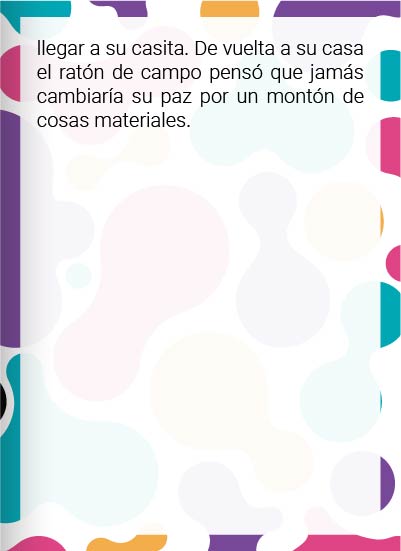 llegar a su casita. De vuelta a su casa
el ratón de campo pensó que jamás
cambiaría su paz por un montón de
cosas materiales.